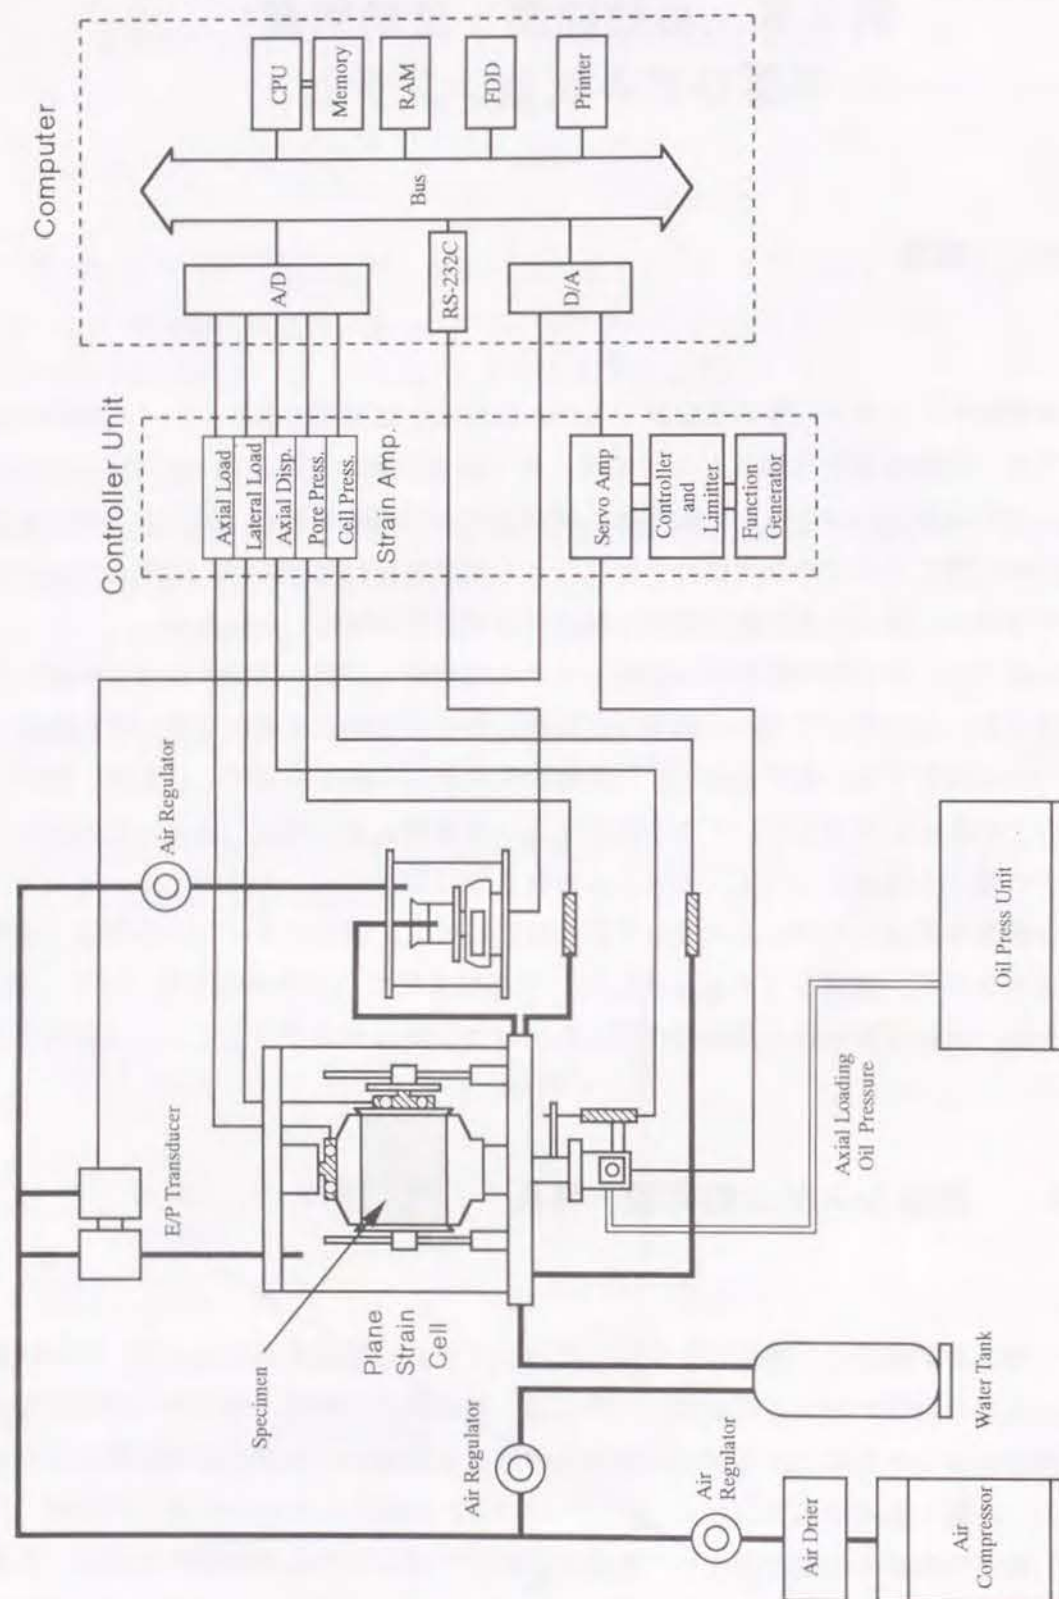 Computer
CPU
Memory
RAM
FDD
Printer
Bus
A/D
RS-232C
D/A
Controller Unit
Axial Load
Lateral Load
Axial Disp.
Pore Press.
Cell Press.
Strain Amp.
Servo Amp
Controller
and
Limitter
Function
Generator
Air Regulator
E/P Transducer
Specimen
Plane
Strain
Cell
Axial Loading
Oil Pressure
Oil Press Unit
Air Regulator
Water Tank
Air
Regulator
Air Drier
Air
Compressor